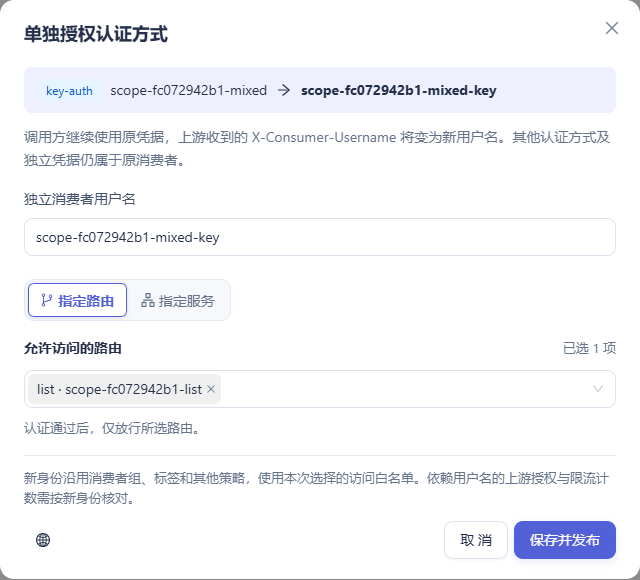 单独授权认证方式
key-auth scope-fc072942b1-mixed → scope-fc072942b1-mixed-key
调用方继续使用原凭据，上游收到的 X-Consumer-Username 将变为新用户名。其他认证方式及
独立凭据仍属于原消费者。
独立消费者用户名
scope-fc072942b1-mixed-key
指定路由 指定服务
允许访问的路由 已选 1 项
list · scope-fc072942b1-list ×
认证通过后，仅放行所选路由。
新身份沿用消费者组、标签和其他策略，使用本次选择的访问白名单。依赖用户名的上游授权与限流计
数需按新身份核对。
取 消 保存并发布